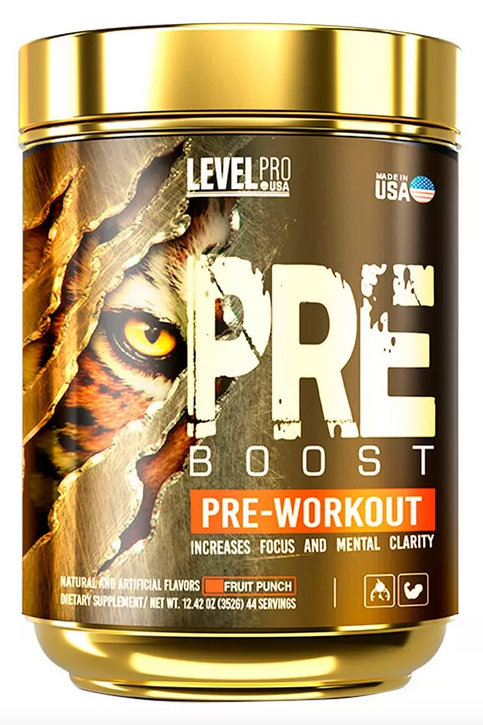 LEVEL PRO
.USA
MADE IN
USA
PRE
BOOST
PRE-WORKOUT
INCREASES FOCUS AND MENTAL CLARITY
NATURAL AND ARTIFICIAL FLAVORS FRUIT PUNCH
DIETARY SUPPLEMENT/ NET WT. 12.42 OZ (352G) 44 SERVINGS